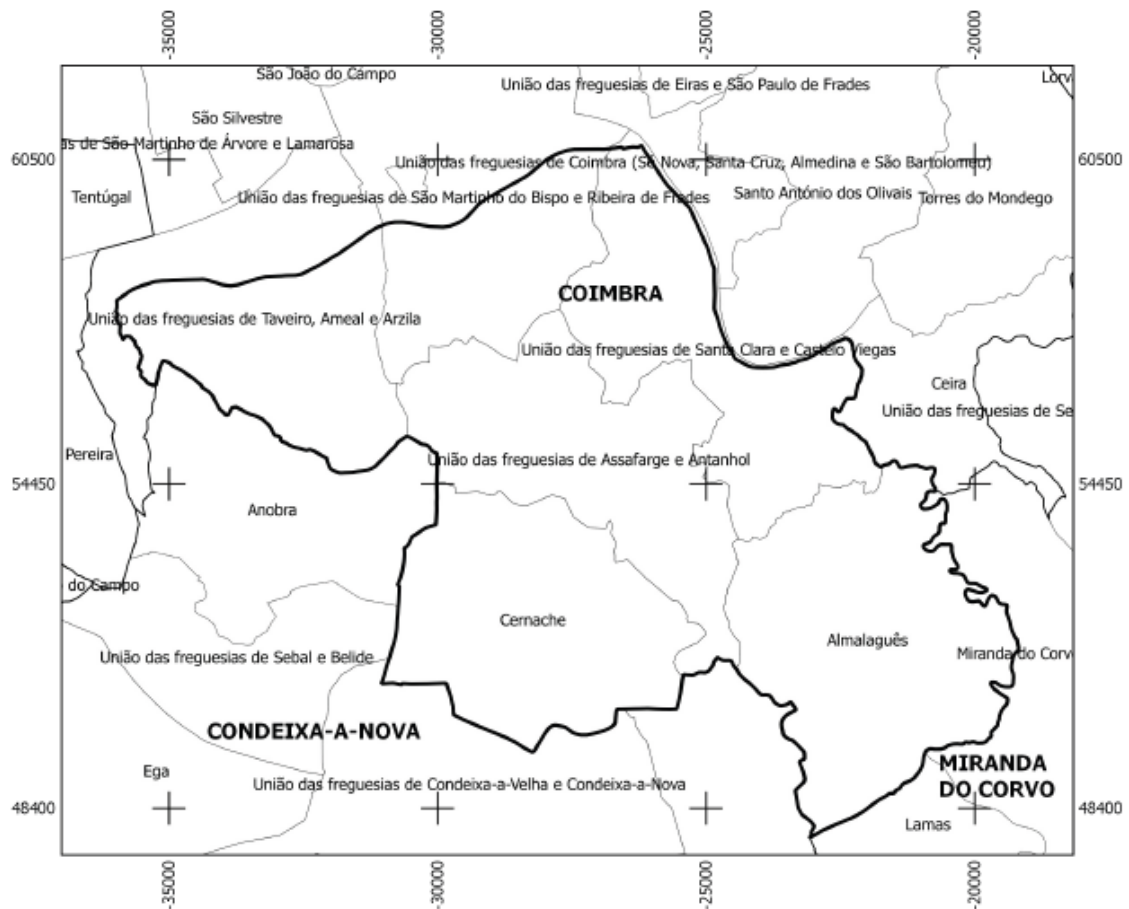 -35000
-30000
-25000
-20000
São João do Campo
Lorv
União das freguesias de Eiras e São Paulo de Frades
São Silvestre
as de São Martinho de Árvore e Lamarosa
60500
União das freguesias de Coimbra (Sé Nova, Santa Cruz, Almedina e São Bartolomeu)
60500
Tentúgal
União das freguesias de São Martinho do Bispo e Ribeira de Frades
Santo António dos Olivais
Torres do Mondego
COIMBRA
União das freguesias de Taveiro, Ameal e Arzila
União das freguesias de Santa Clara e Castelo Viegas
Ceira
União das freguesias de Se
Pereira
União das freguesias de Assafarge e Antanhol
54450
54450
Anobra
do Campo
Cernache
Almalaguês
União das freguesias de Sebal e Belide
Miranda do Corv
CONDEIXA-A-NOVA
MIRANDA
DO CORVO
Ega
União das freguesias de Condeixa-a-Velha e Condeixa-a-Nova
48400
48400
Lamas
-35000
-30000
-25000
-20000